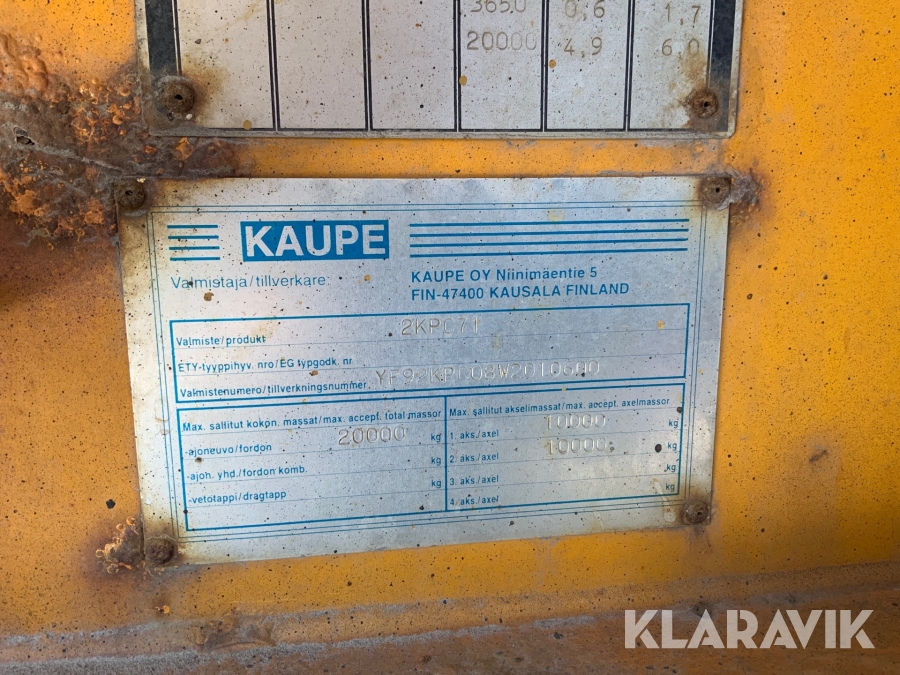 3650 0,6 1,7
20000 4,9 6,0
KAUPE
Valmistaja/tillverkare:
KAUPE OY Niinimäentie 5
FIN-47400 KAUSALA FINLAND
Valmiste/produkt 2KPC71
ETY-tyyppihyv. nro/EG typgodk. nr
Valmistenumero/tillverkningsnummer.
Max. sallitut kokon. massat/max. accept. total massor
-ajoneuvo/fordon 20000 kg
-ajoh. yhd./fordon komb. kg
-vetotappi/dragtapp kg
Max. sallitut akselimassat/max. accept. axelmassor
1. aks./axel 10000 kg
2. aks./axel 10000 kg
3. aks./axel kg
4. aks./axel kg
KLARAVIK